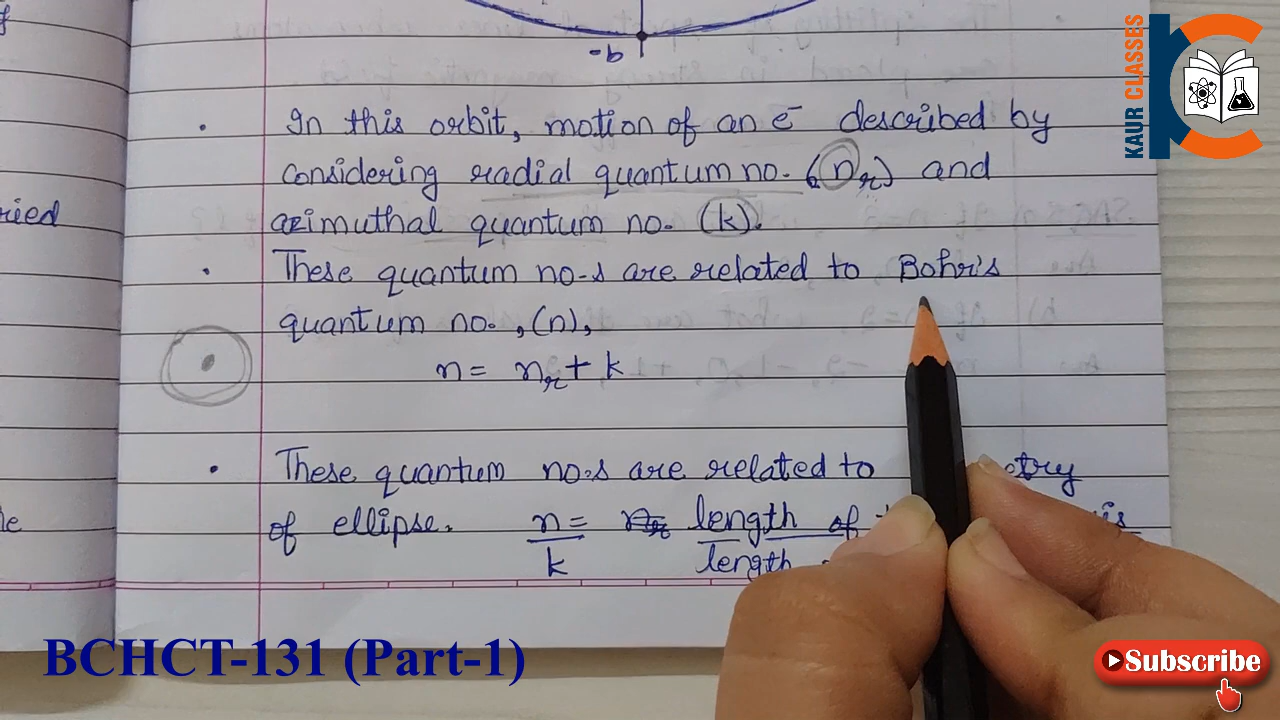 -b
In this orbit, motion of an e⁻ described by
considering radial quantum no. (nr) and
azimuthal quantum no. (k).
These quantum no.s are related to Bohr's
quantum no., (n),
n = nr + k
These quantum no.s are related to
of ellipse. n = length of
k length
KAUR CLASSES
KC
BCHCT-131 (Part-1)
Subscribe